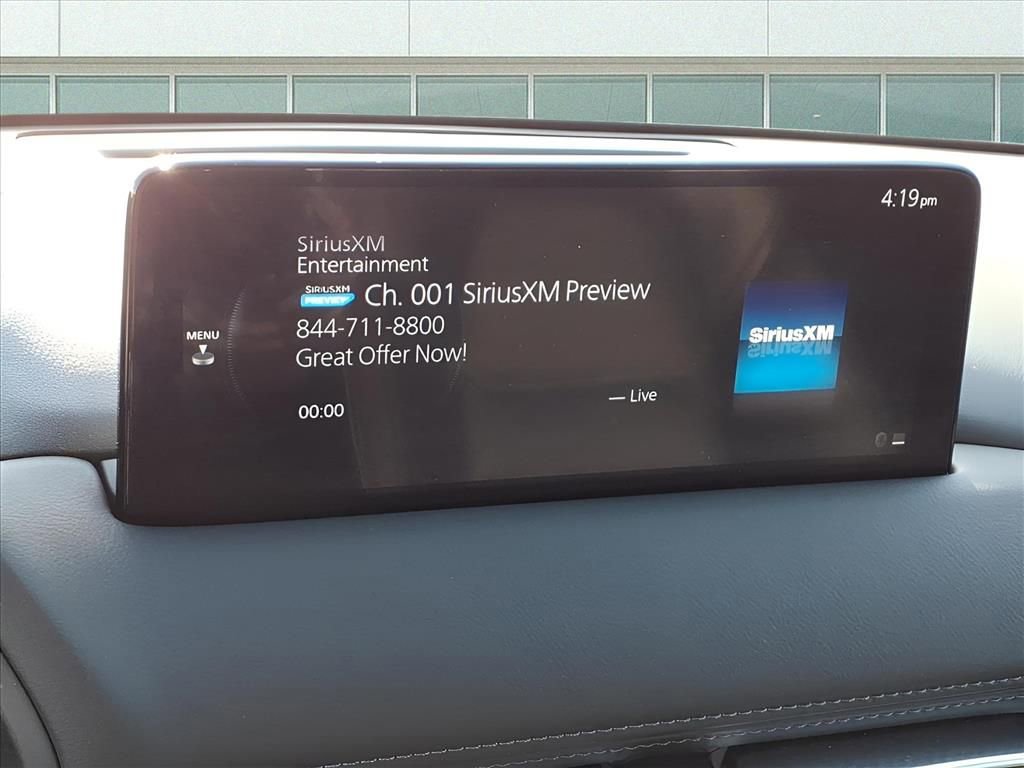 4:19pm
SiriusXM
Entertainment
SIRIUSXM
PREVIEW
Ch. 001 SiriusXM Preview
844-711-8800
Great Offer Now!
MENU
SiriusXM
00:00
Live